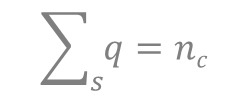 ∑_S q = n_c